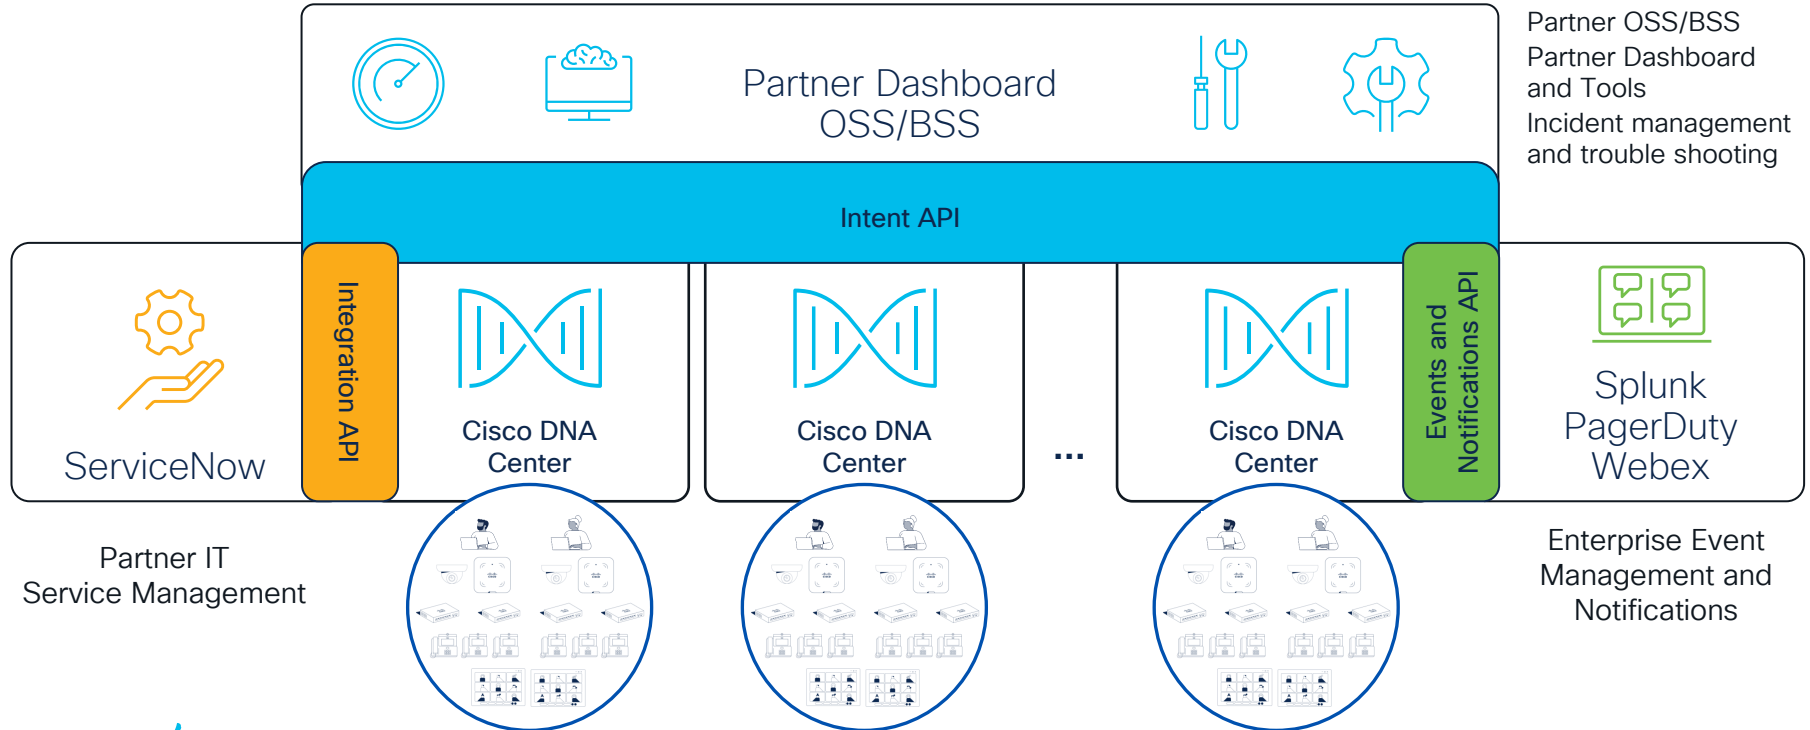 Partner Dashboard
OSS/BSS
Partner OSS/BSS
Partner Dashboard
and Tools
Incident management
and trouble shooting
Intent API
ServiceNow
Integration API
Cisco DNA
Center
Cisco DNA
Center
...
Cisco DNA
Center
Events and
Notifications API
Splunk
PagerDuty
Webex
Partner IT
Service Management
Enterprise Event
Management and
Notifications